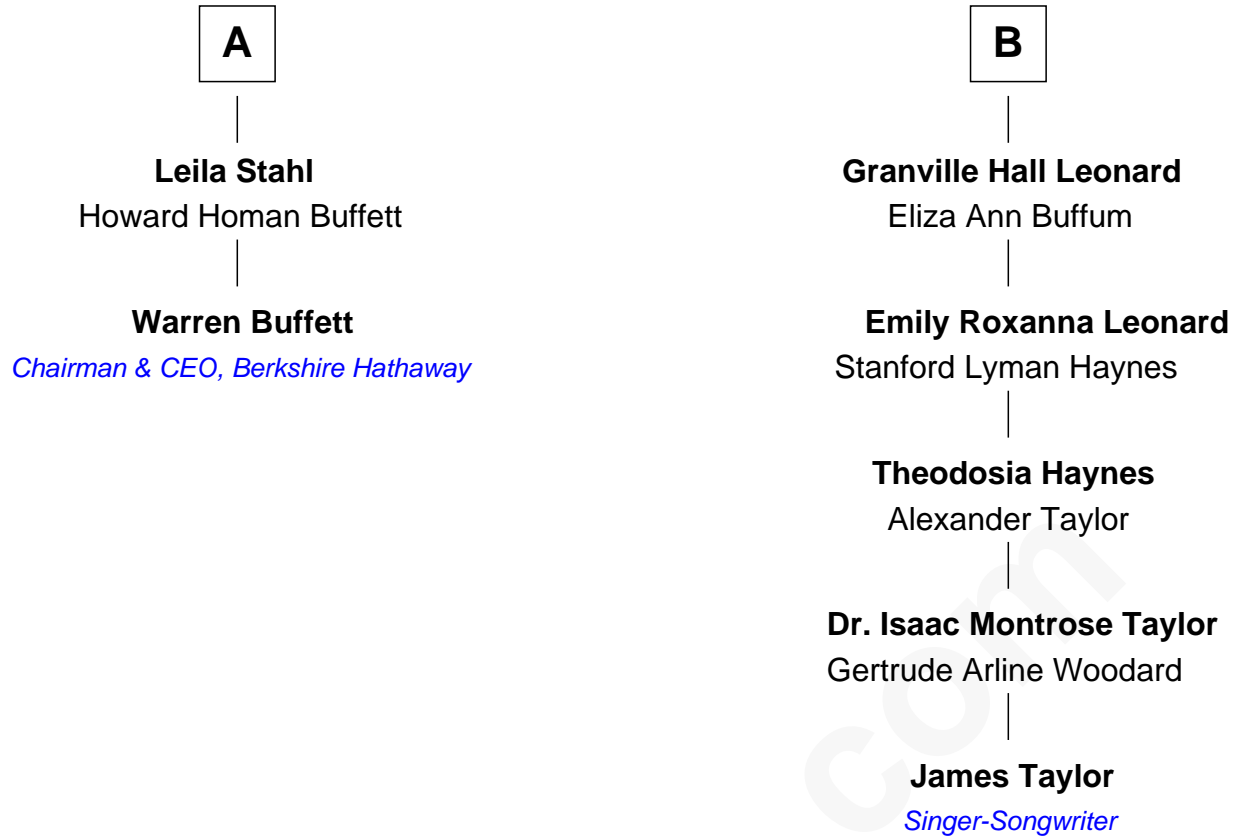 A
Leila Stahl
Howard Homan Buffett
Warren Buffett
Chairman & CEO, Berkshire Hathaway
B
Granville Hall Leonard
Eliza Ann Buffum
Emily Roxanna Leonard
Stanford Lyman Haynes
Theodosia Haynes
Alexander Taylor
Dr. Isaac Montrose Taylor
Gertrude Arline Woodard
James Taylor
Singer-Songwriter
com